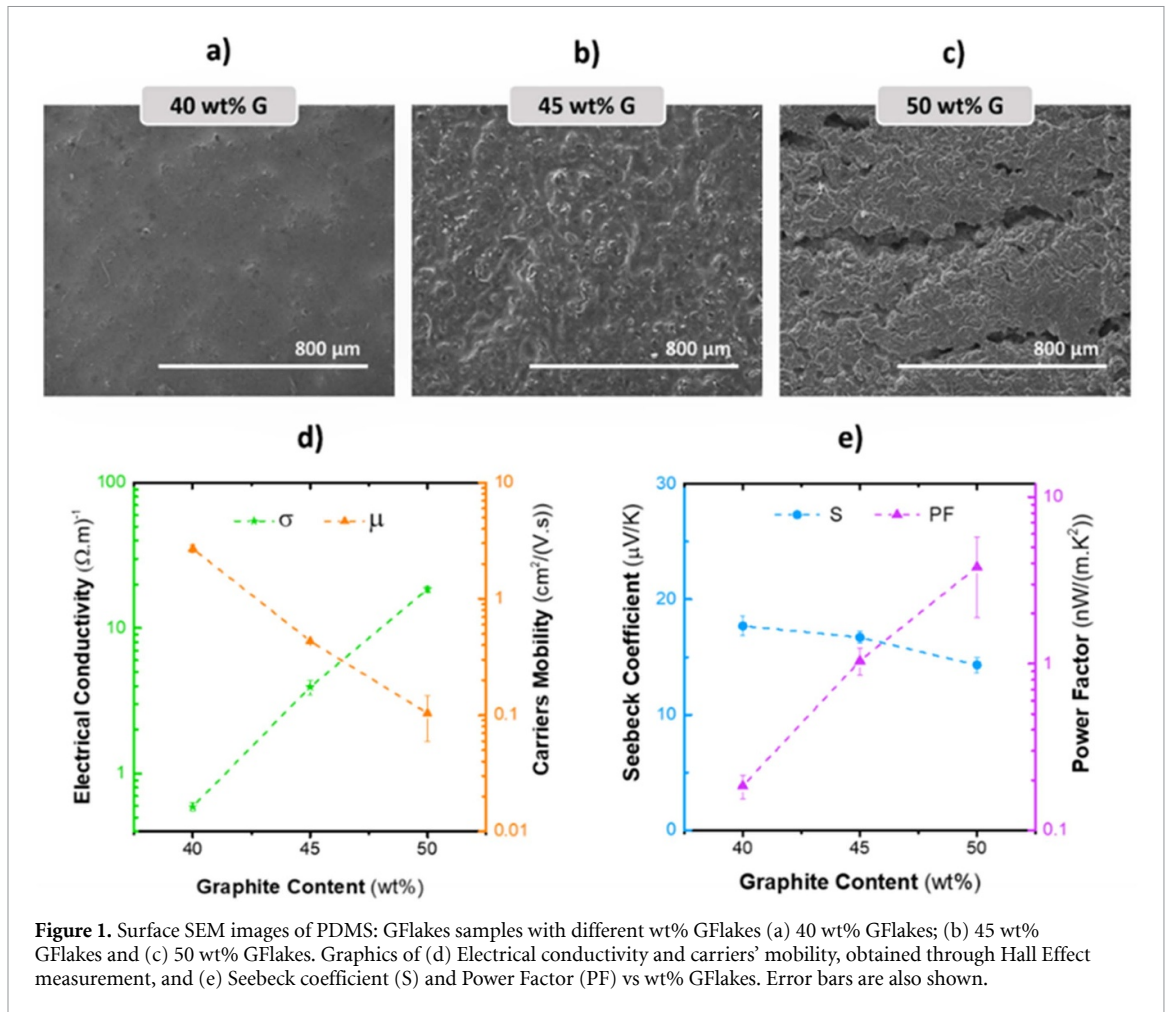 a)
b)
c)
40 wt% G
45 wt% G
50 wt% G
800 µm
800 µm
800 µm
d)
e)
100
10
1
Electrical Conductivity (Ω.m)⁻¹
σ
μ
10
1
0.1
0.01
Carriers Mobility (cm²/(V.s))
40
45
50
Graphite Content (wt%)
30
20
10
0
Seebeck Coefficient (µV/K)
S
PF
10
1
0.1
Power Factor (nW/(m.K²))
40
45
50
Graphite Content (wt%)
Figure 1. Surface SEM images of PDMS: GFlakes samples with different wt% GFlakes (a) 40 wt% GFlakes; (b) 45 wt%
GFlakes and (c) 50 wt% GFlakes. Graphics of (d) Electrical conductivity and carriers’ mobility, obtained through Hall Effect
measurement, and (e) Seebeck coefficient (S) and Power Factor (PF) vs wt% GFlakes. Error bars are also shown.